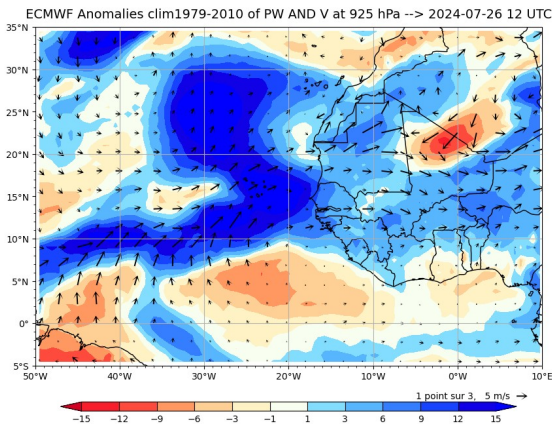 ECMWF Anomalies clim1979-2010 of PW AND V at 925 hPa --> 2024-07-26 12 UTC
35°N
30°N
25°N
20°N
15°N
10°N
5°N
0°
5°S
50°W 40°W 30°W 20°W 10°W 0°W 10°E
1 point sur 3, 5 m/s
−15 −12 −9 −6 −3 −1 1 3 6 9 12 15